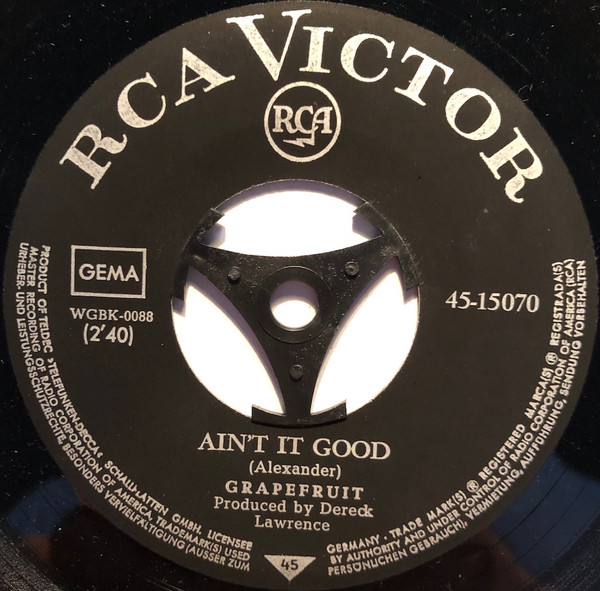 RCA VICTOR
RCA
GEMA
WGBK-0088
(2'40)
45-15070
AIN'T IT GOOD
(Alexander)
GRAPEFRUIT
Produced by Dereck
Lawrence
45
PRODUCT OF TELDEC »TELEFUNKEN-DECCA« SCHALLPLATTEN GMBH. LICENSEE
MASTER RECORDING OF RADIO CORPORATION OF AMERICA, TRADEMARK(S) USED
URHEBER- UND LEISTUNGSSCHUTZRECHTE, BESONDERS VERVIELFÄLTIGUNG (AUSSER ZUM
GERMANY · TRADE MARK(S) ® REGISTERED MARCA(S) ® REGISTRADA(S)
BY AUTHORITY AND UNDER CONTROL OF RADIO CORPORATION OF AMERICA (RCA)
PERSÖNLICHEN GEBRAUCH), VERMIETUNG, AUFFÜHRUNG, SENDUNG VORBEHALTEN